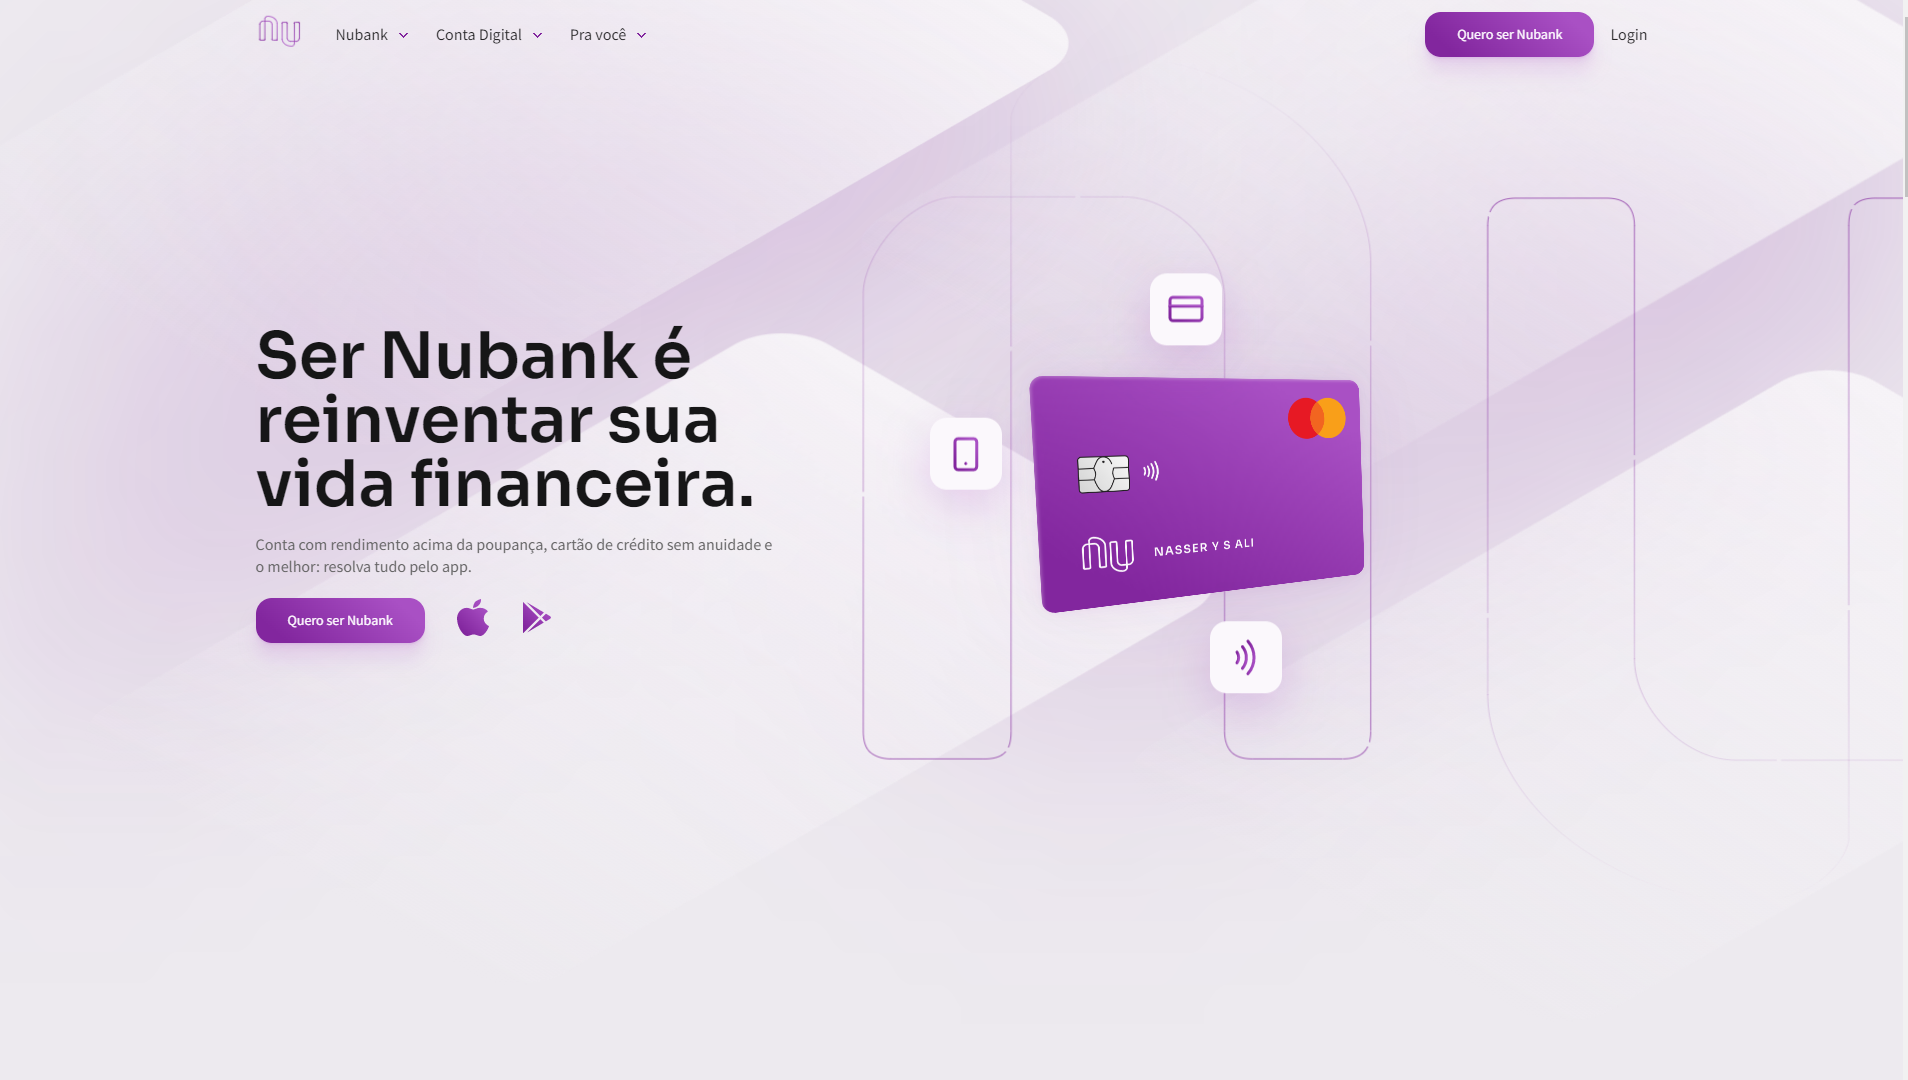 nu
Nubank
Conta Digital
Pra você
Quero ser Nubank
Login
Ser Nubank é
reinventar sua
vida financeira.
Conta com rendimento acima da poupança, cartão de crédito sem anuidade e
o melhor: resolva tudo pelo app.
Quero ser Nubank
nu
NASSER Y S ALI